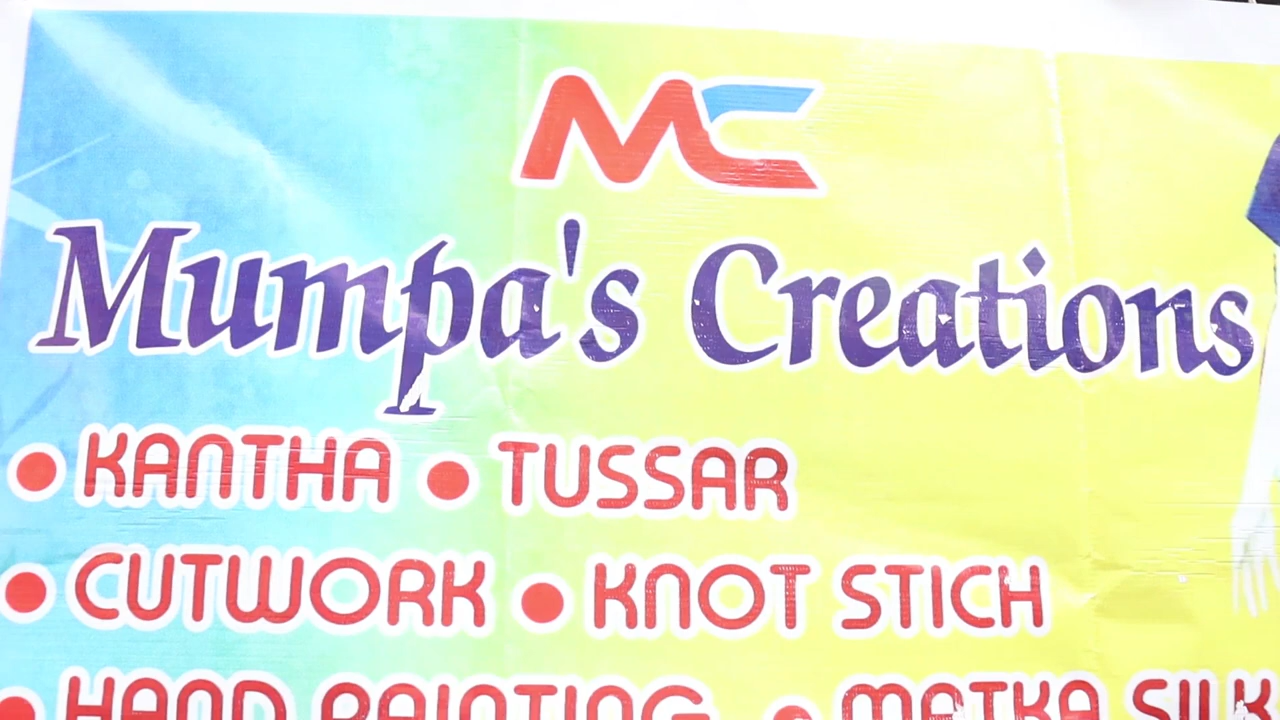 MC
Mumpa's Creations
• KANTHA • TUSSAR
• CUTWORK • KNOT STICH
• HAND PAINTING • MATKA SILK